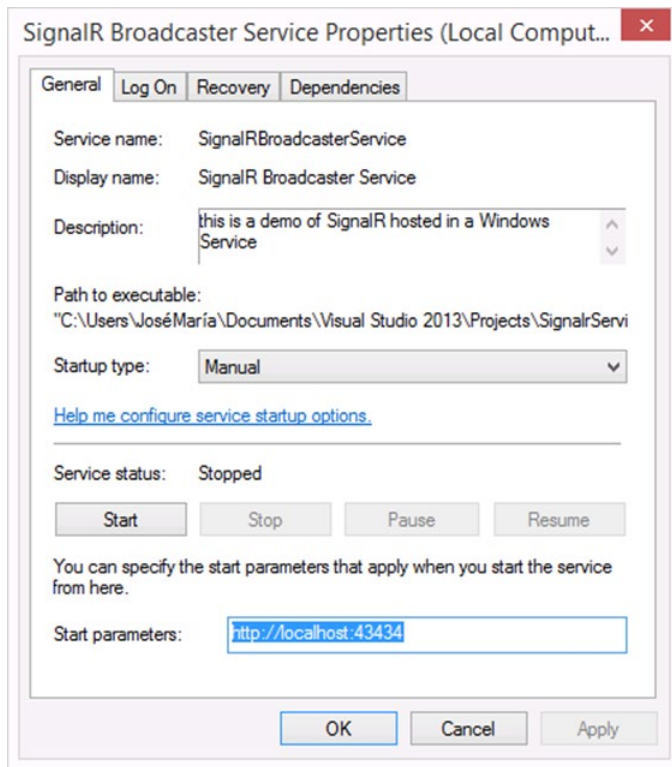 SignalR Broadcaster Service Properties (Local Comput...
General Log On Recovery Dependencies
Service name: SignalRBroadcasterService
Display name: SignalR Broadcaster Service
Description: this is a demo of SignalR hosted in a Windows
Service
Path to executable:
"C:\Users\JoséMaría\Documents\Visual Studio 2013\Projects\SignalrServi
Startup type: Manual
Help me configure service startup options.
Service status: Stopped
Start Stop Pause Resume
You can specify the start parameters that apply when you start the service
from here.
Start parameters: http://localhost:43434
OK Cancel Apply